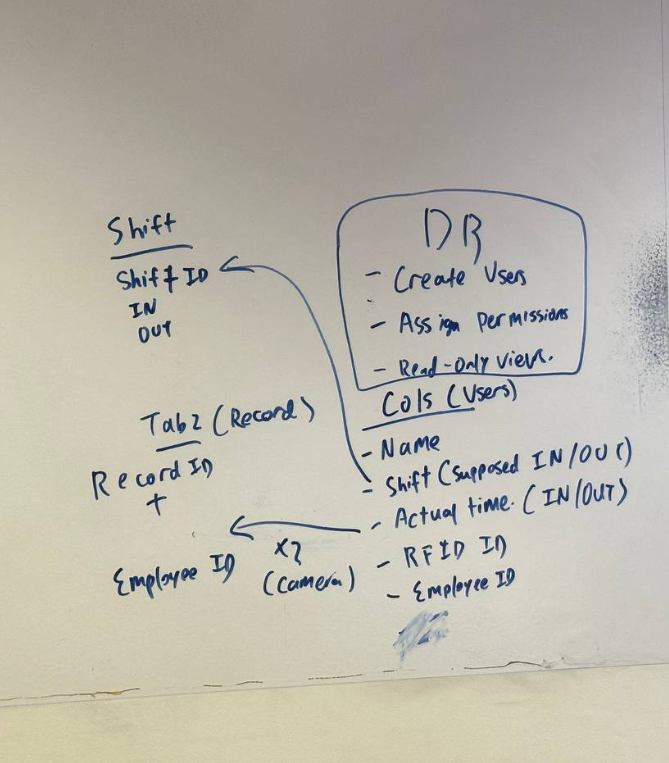 Shift
Shift ID
IN
OUT
Tab2 (Record)
Record ID
+
Employee ID
X2
(camera)
DB
- Create Users
- Assign Permissions
- Read-Only views.
Cols (Users)
- Name
- Shift (supposed IN/OUT)
- Actual time. (IN/OUT)
- RFID ID
- Employee ID